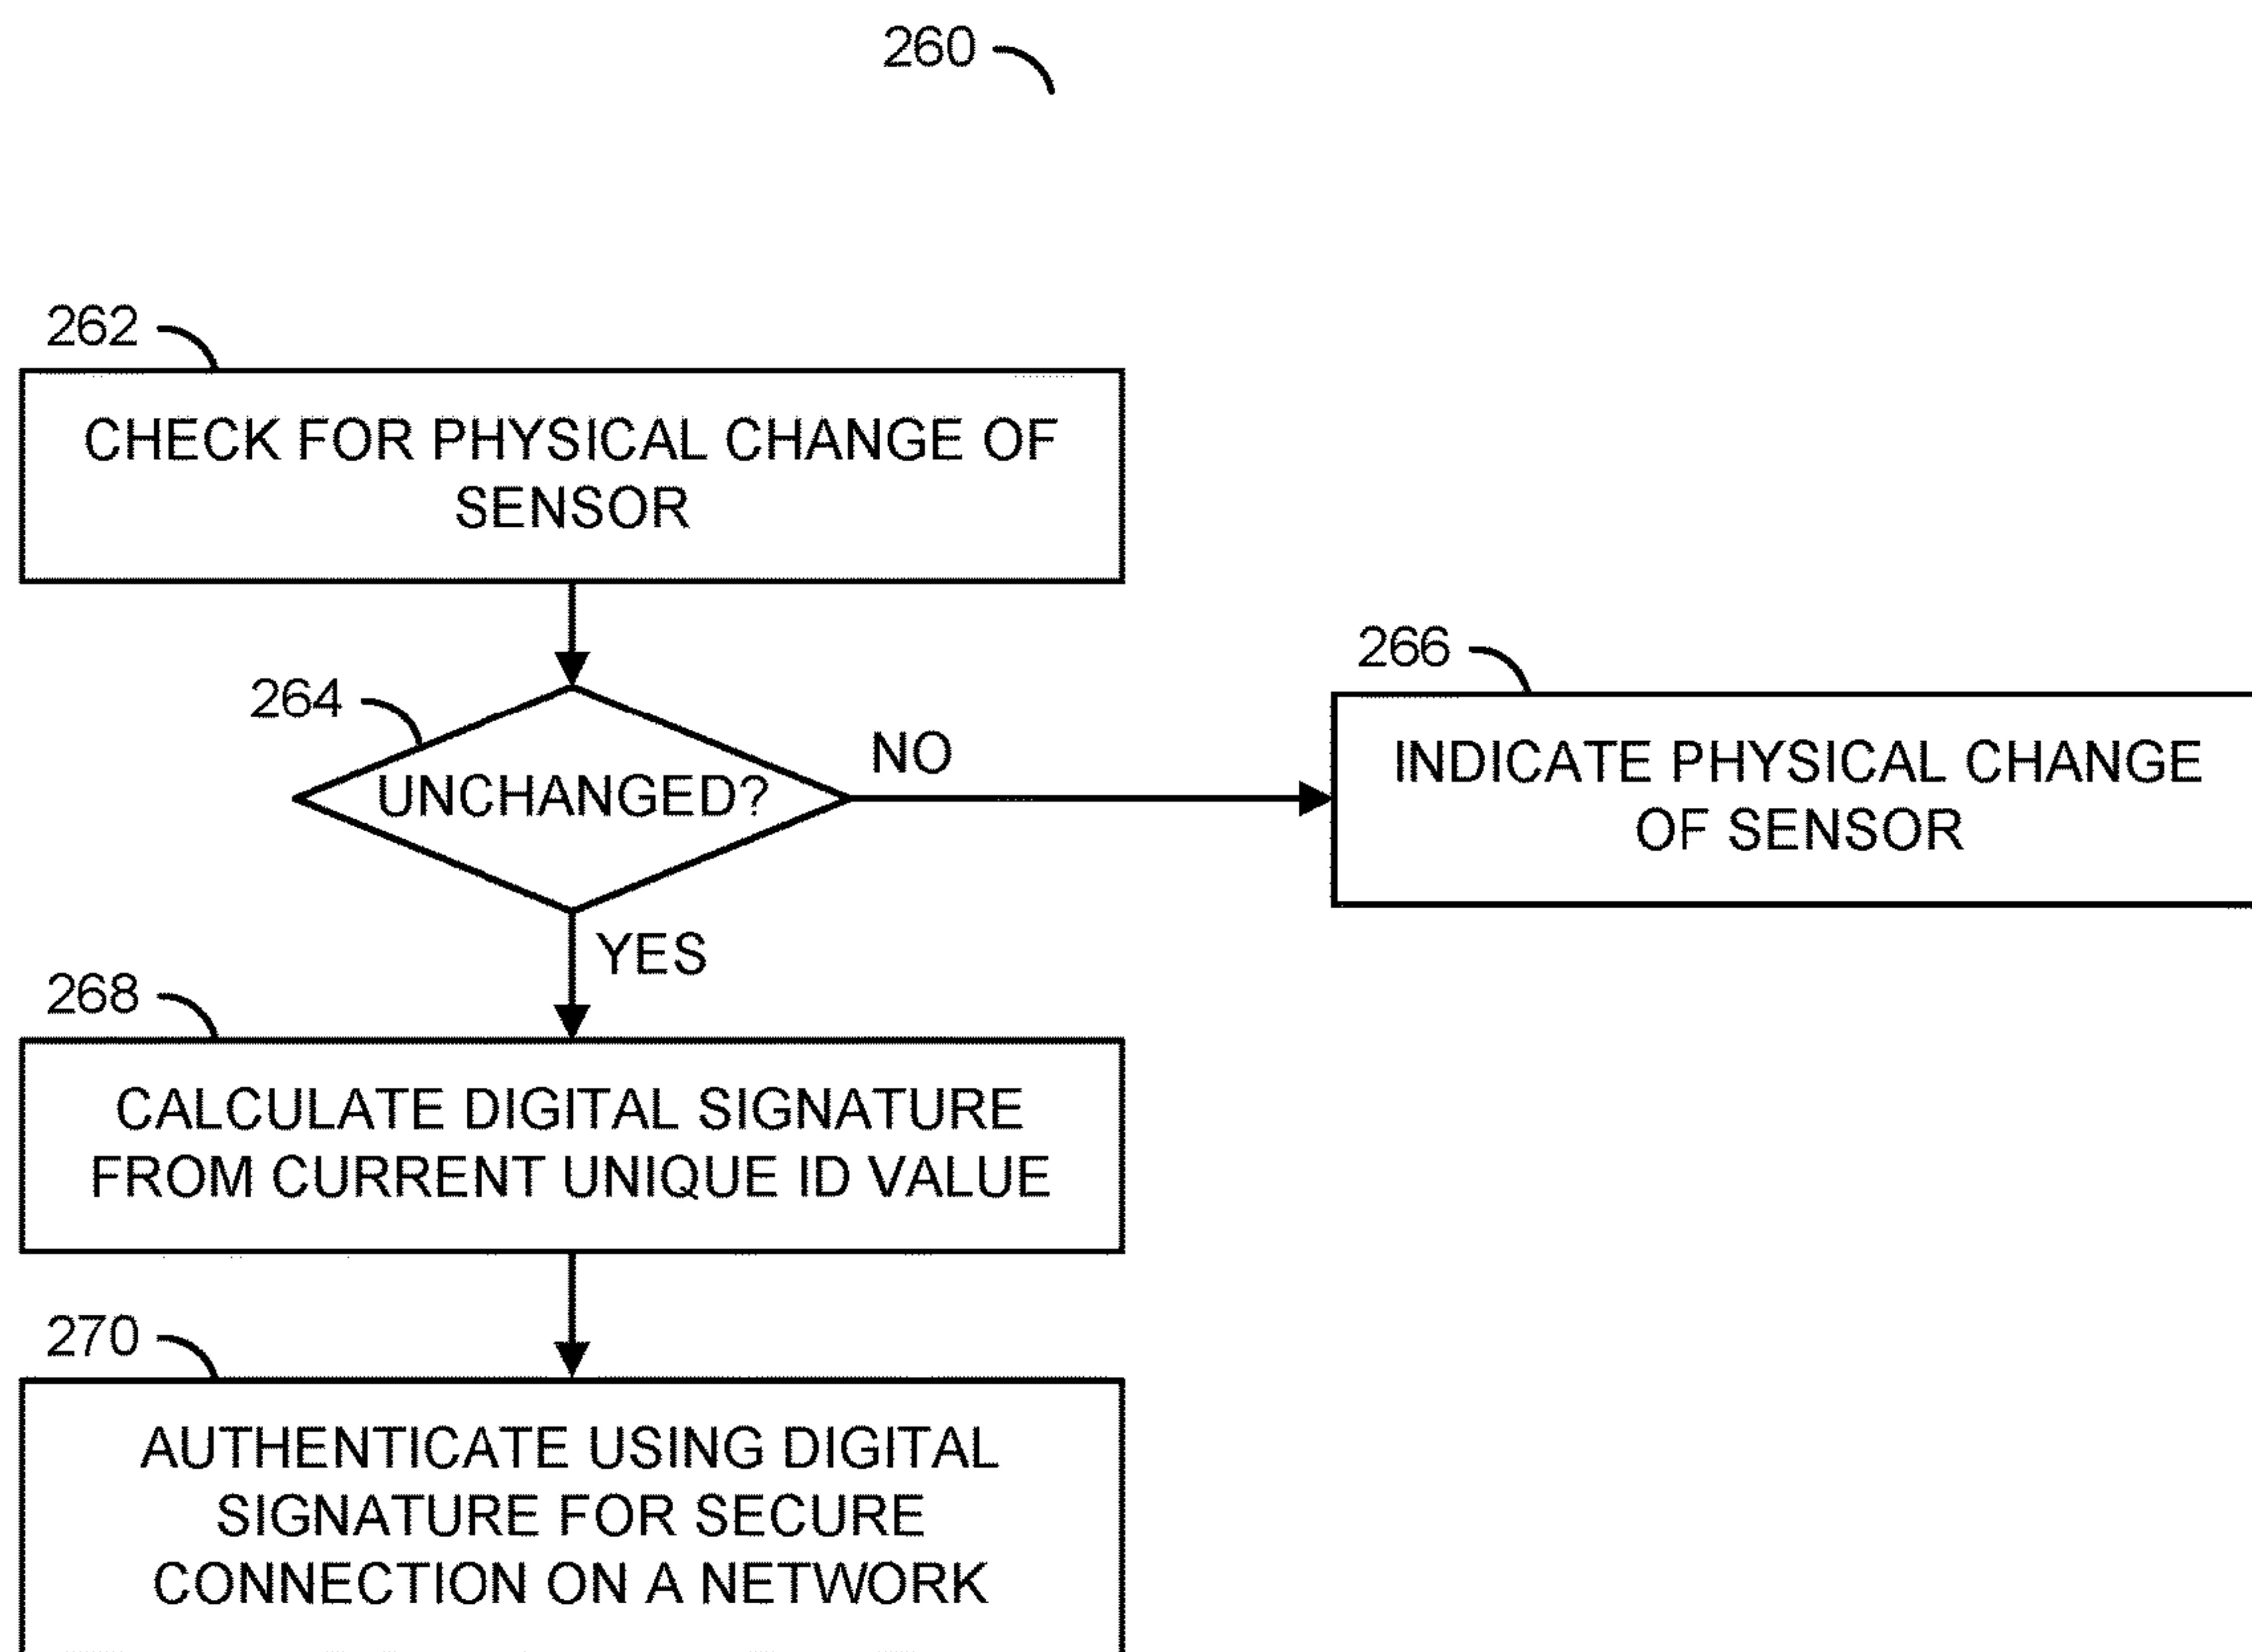 260
262
CHECK FOR PHYSICAL CHANGE OF
SENSOR
264
UNCHANGED?
NO
266
INDICATE PHYSICAL CHANGE
OF SENSOR
YES
268
CALCULATE DIGITAL SIGNATURE
FROM CURRENT UNIQUE ID VALUE
270
AUTHENTICATE USING DIGITAL
SIGNATURE FOR SECURE
CONNECTION ON A NETWORK